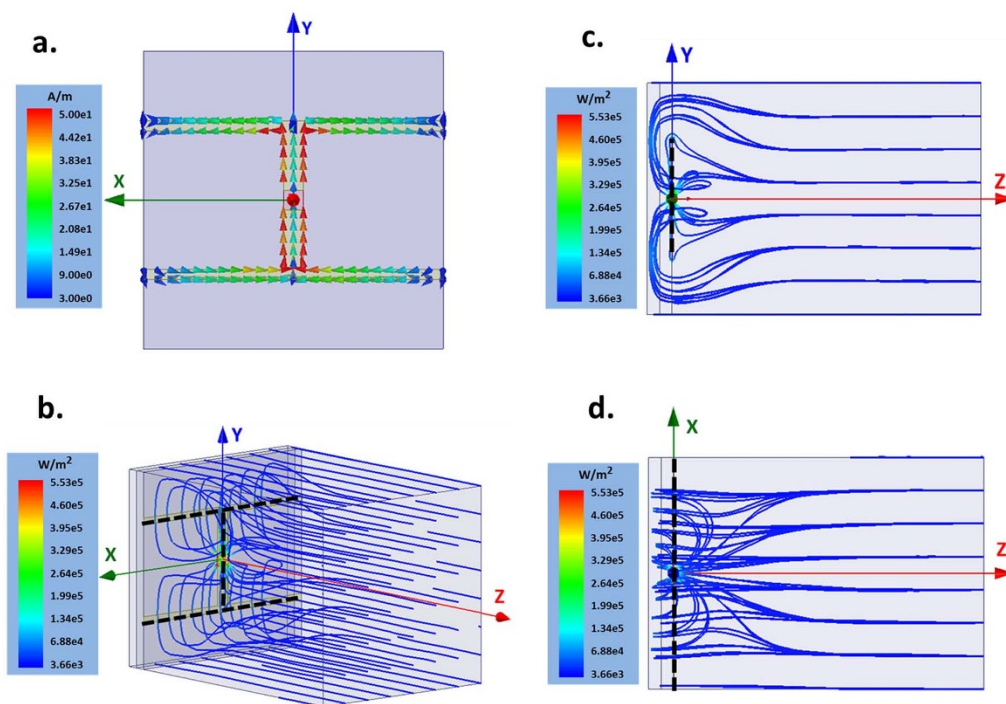 a.
Y
A/m
5.00e1
4.42e1
3.83e1
3.25e1
2.08e1
1.49e1
9.00e0
3.00e0
X
c.
Y
W/m²
5.53e5
4.60e5
3.95e5
3.29e5
2.64e5
1.99e5
1.34e5
6.88e4
3.66e3
Z
b.
Y
W/m²
5.53e5
4.60e5
3.95e5
3.29e5
2.64e5
1.99e5
1.34e5
6.88e4
3.66e3
X
Z
d.
X
W/m²
5.53e5
4.60e5
3.95e5
3.29e5
2.64e5
1.99e5
1.34e5
6.88e4
3.66e3
Z